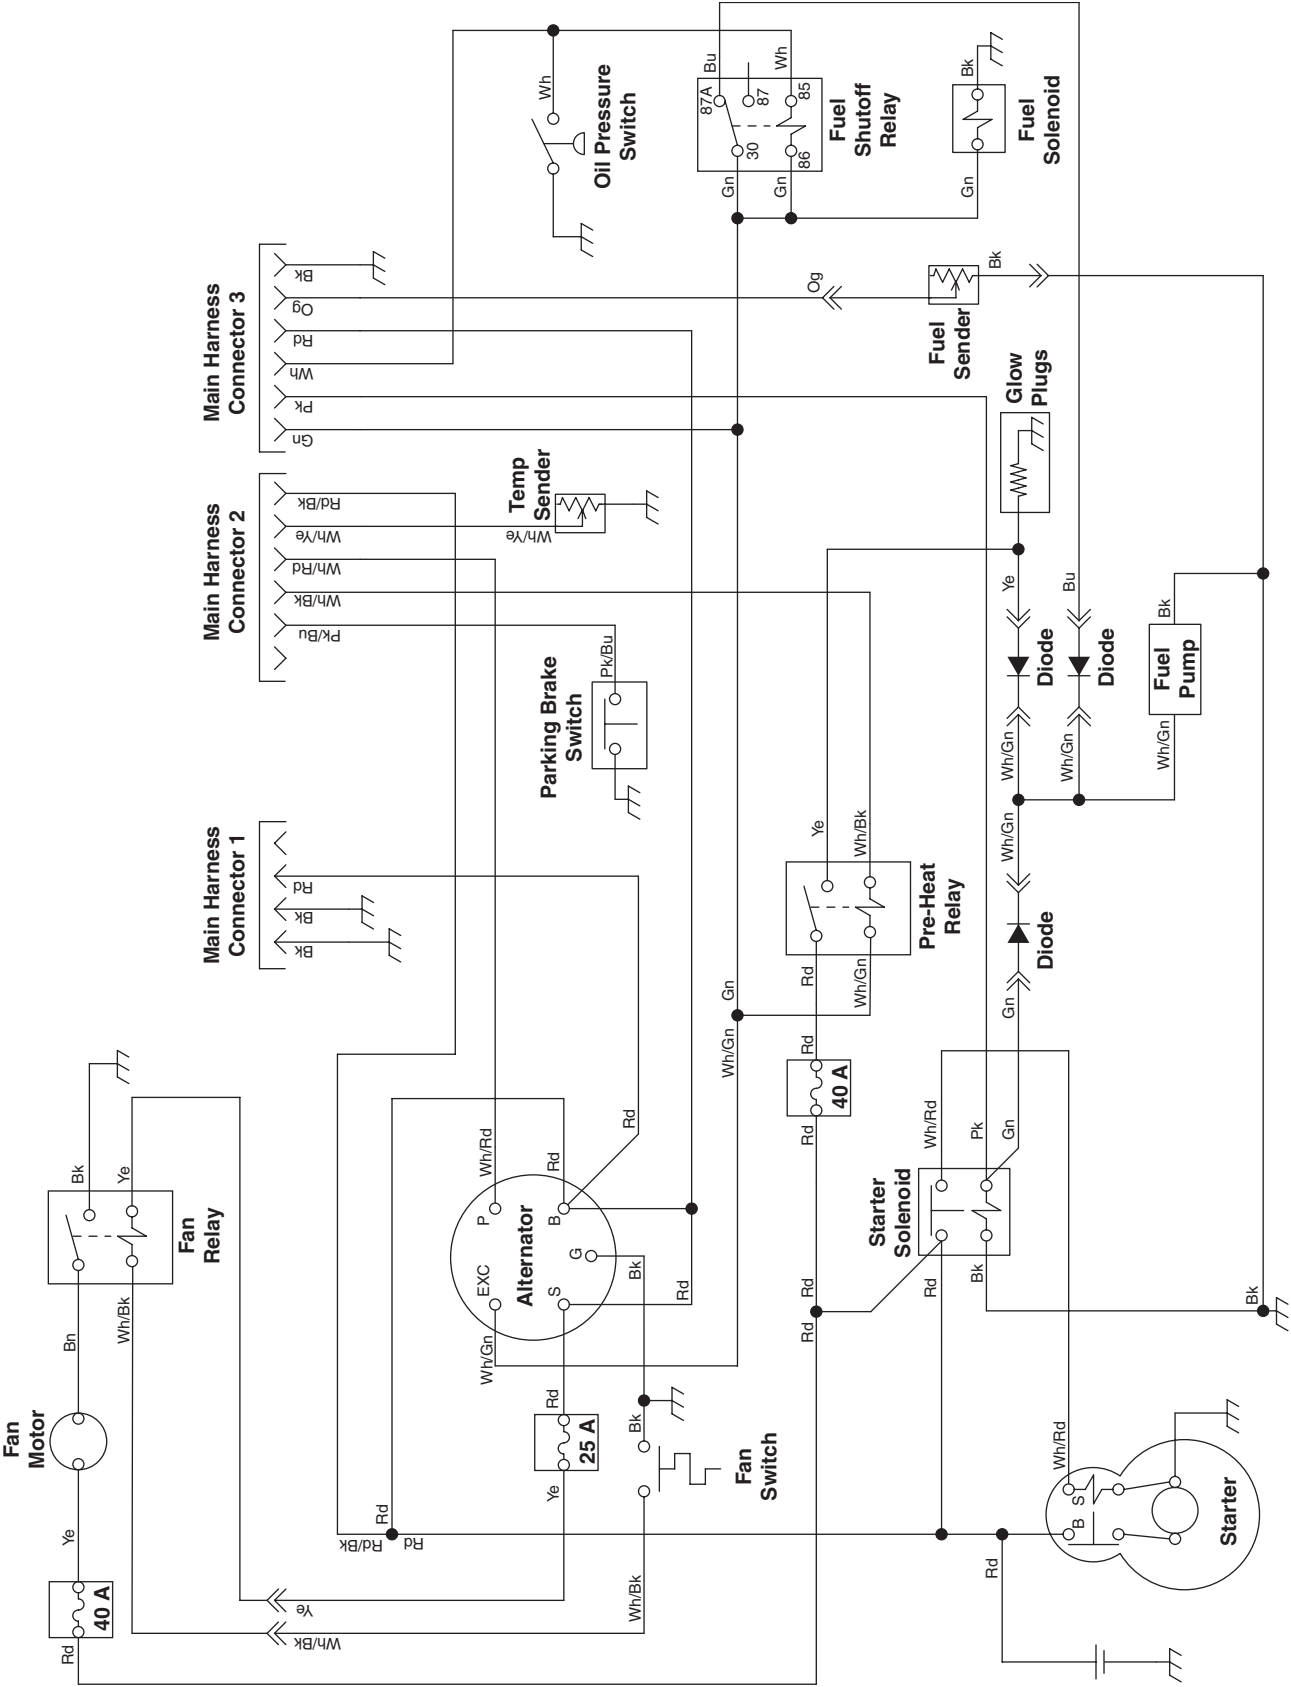 Main Harness
Connector 1
Bk
Bk
Rd
Main Harness
Connector 2
Pk/Bu
Wh/Bk
Wh/Rd
Wh/Ye
Rd/Bk
Main Harness
Connector 3
Gn
Pk
Wh
Rd
Og
Bk
Fan
Motor
Ye
Bn
40 A
Rd
Fan
Relay
Bk
Ye
Wh/Bk
Ye
Wh/Bk
Rd/Bk
Rd
Rd
Alternator
EXC
P
S
B
G
Wh/Gn
Wh/Rd
Rd
Rd
Rd
Bk
25 A
Rd
Ye
Fan
Switch
Bk
Wh/Bk
Temp
Sender
Wh/Ye
Parking Brake
Switch
Pk/Bu
Oil Pressure
Switch
Wh
Fuel
Shutoff
Relay
87A
87
85
30
86
Bu
Wh
Gn
Gn
Fuel
Solenoid
Bk
Gn
Fuel
Sender
Og
Bk
Glow
Plugs
Ye
Bu
Diode
Diode
Wh/Gn
Wh/Gn
Fuel
Pump
Bk
Wh/Gn
Pre-Heat
Relay
Ye
Wh/Bk
Rd
Wh/Gn
Gn
Wh/Gn
40 A
Rd
Rd
Rd
Rd
Diode
Wh/Gn
Gn
Starter
Solenoid
Wh/Rd
Pk
Gn
Rd
Bk
Bk
Starter
B
S
Wh/Rd
Rd